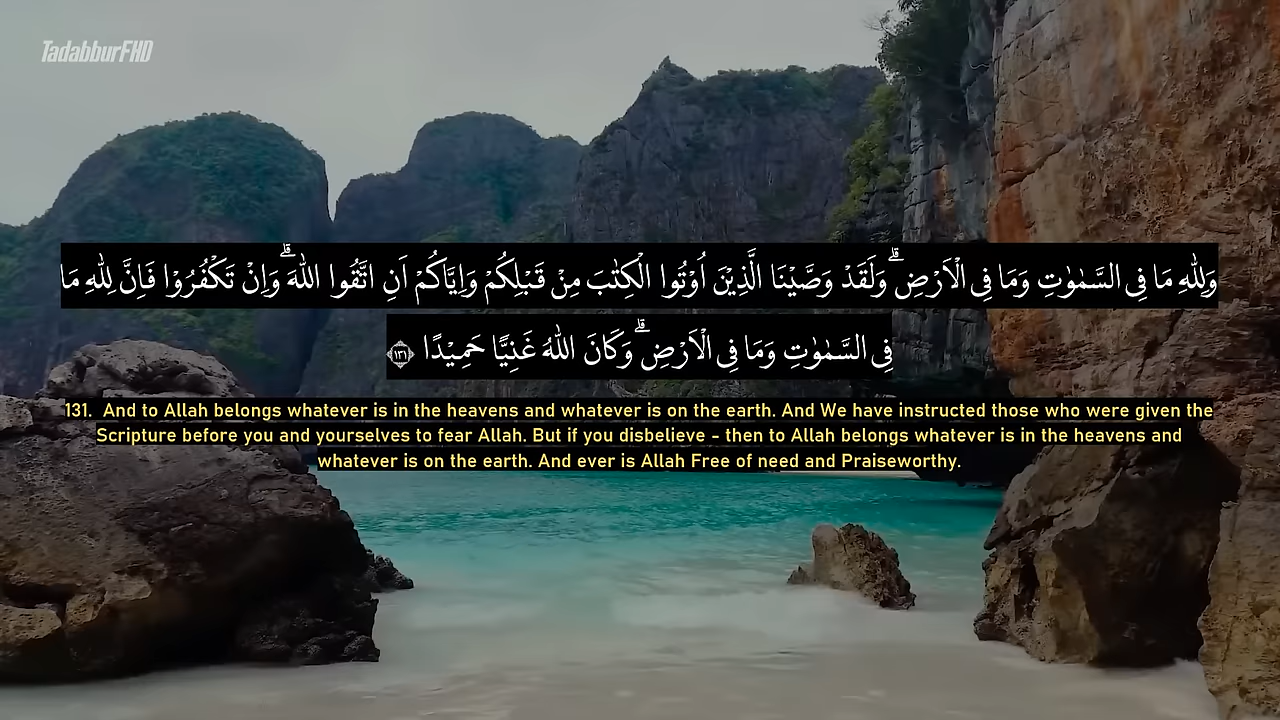 TadabburFHD
وَلِلّٰهِ مَا فِى السَّمٰوٰتِ وَمَا فِى الْاَرْضِ ۗ وَلَقَدْ وَصَّيْنَا الَّذِيْنَ اُوْتُوا الْكِتٰبَ مِنْ قَبْلِكُمْ وَاِيَّاكُمْ اَنِ اتَّقُوا اللّٰهَ ۗ وَاِنْ تَكْفُرُوْا فَاِنَّ لِلّٰهِ مَا
فِى السَّمٰوٰتِ وَمَا فِى الْاَرْضِ ۗ وَكَانَ اللّٰهُ غَنِيًّا حَمِيْدًا ١٣١
131. And to Allah belongs whatever is in the heavens and whatever is on the earth. And We have instructed those who were given the
Scripture before you and yourselves to fear Allah. But if you disbelieve - then to Allah belongs whatever is in the heavens and
whatever is on the earth. And ever is Allah Free of need and Praiseworthy.